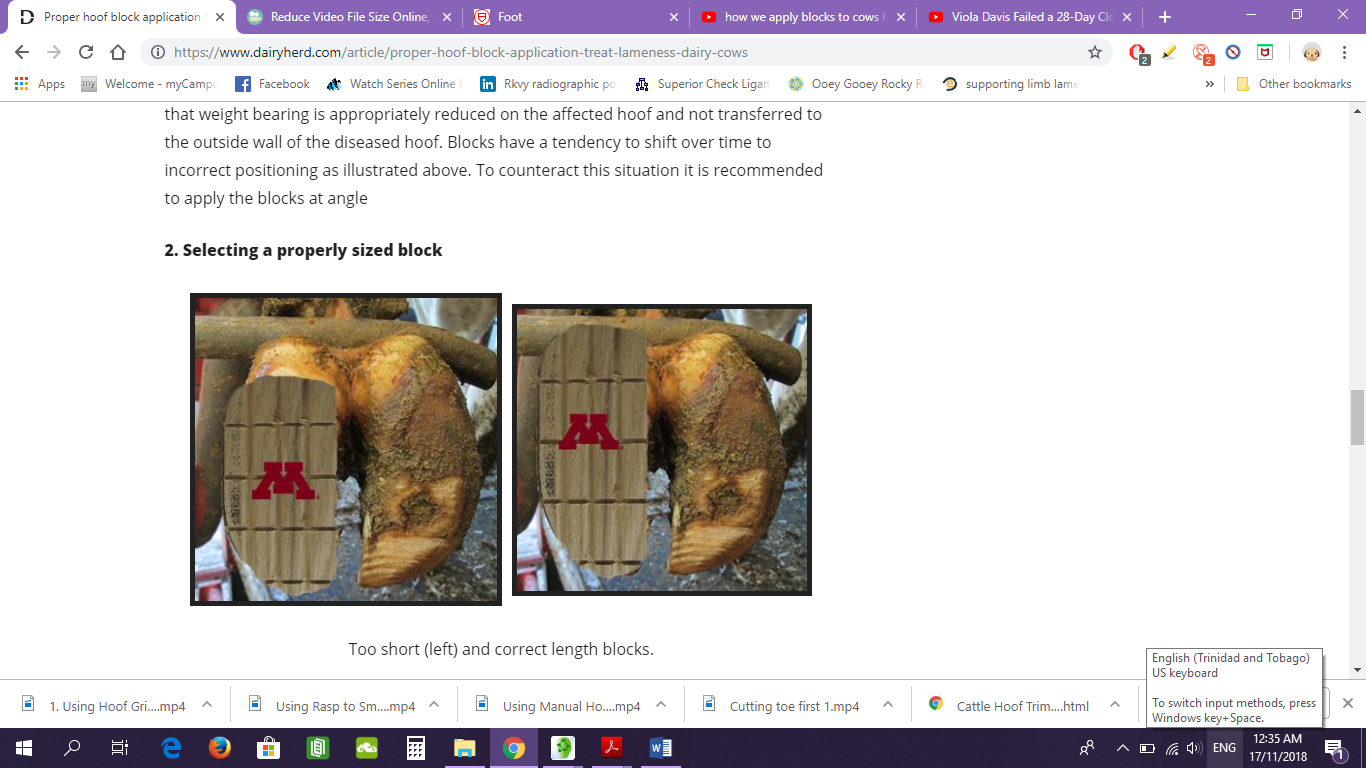 Proper hoof block application
Reduce Video File Size Online,
Foot
how we apply blocks to cows h
Viola Davis Failed a 28-Day Cle
https://www.dairyherd.com/article/proper-hoof-block-application-treat-lameness-dairy-cows
2
2
Apps
my Welcome - myCampu
Facebook
Watch Series Online f
Rkvy radiographic po
Superior Check Ligan
Ooey Gooey Rocky R
supporting limb lame
»
Other bookmarks
that weight bearing is appropriately reduced on the affected hoof and not transferred to
the outside wall of the diseased hoof. Blocks have a tendency to shift over time to
incorrect positioning as illustrated above. To counteract this situation it is recommended
to apply the blocks at angle
2. Selecting a properly sized block
M
M
Too short (left) and correct length blocks.
English (Trinidad and Tobago)
US keyboard
To switch input methods, press
Windows key+Space.
1. Using Hoof Gri....mp4
Using Rasp to Sm....mp4
Using Manual Ho....mp4
Cutting toe first 1.mp4
Cattle Hoof Trim....html
ENG
12:35 AM
17/11/2018
1